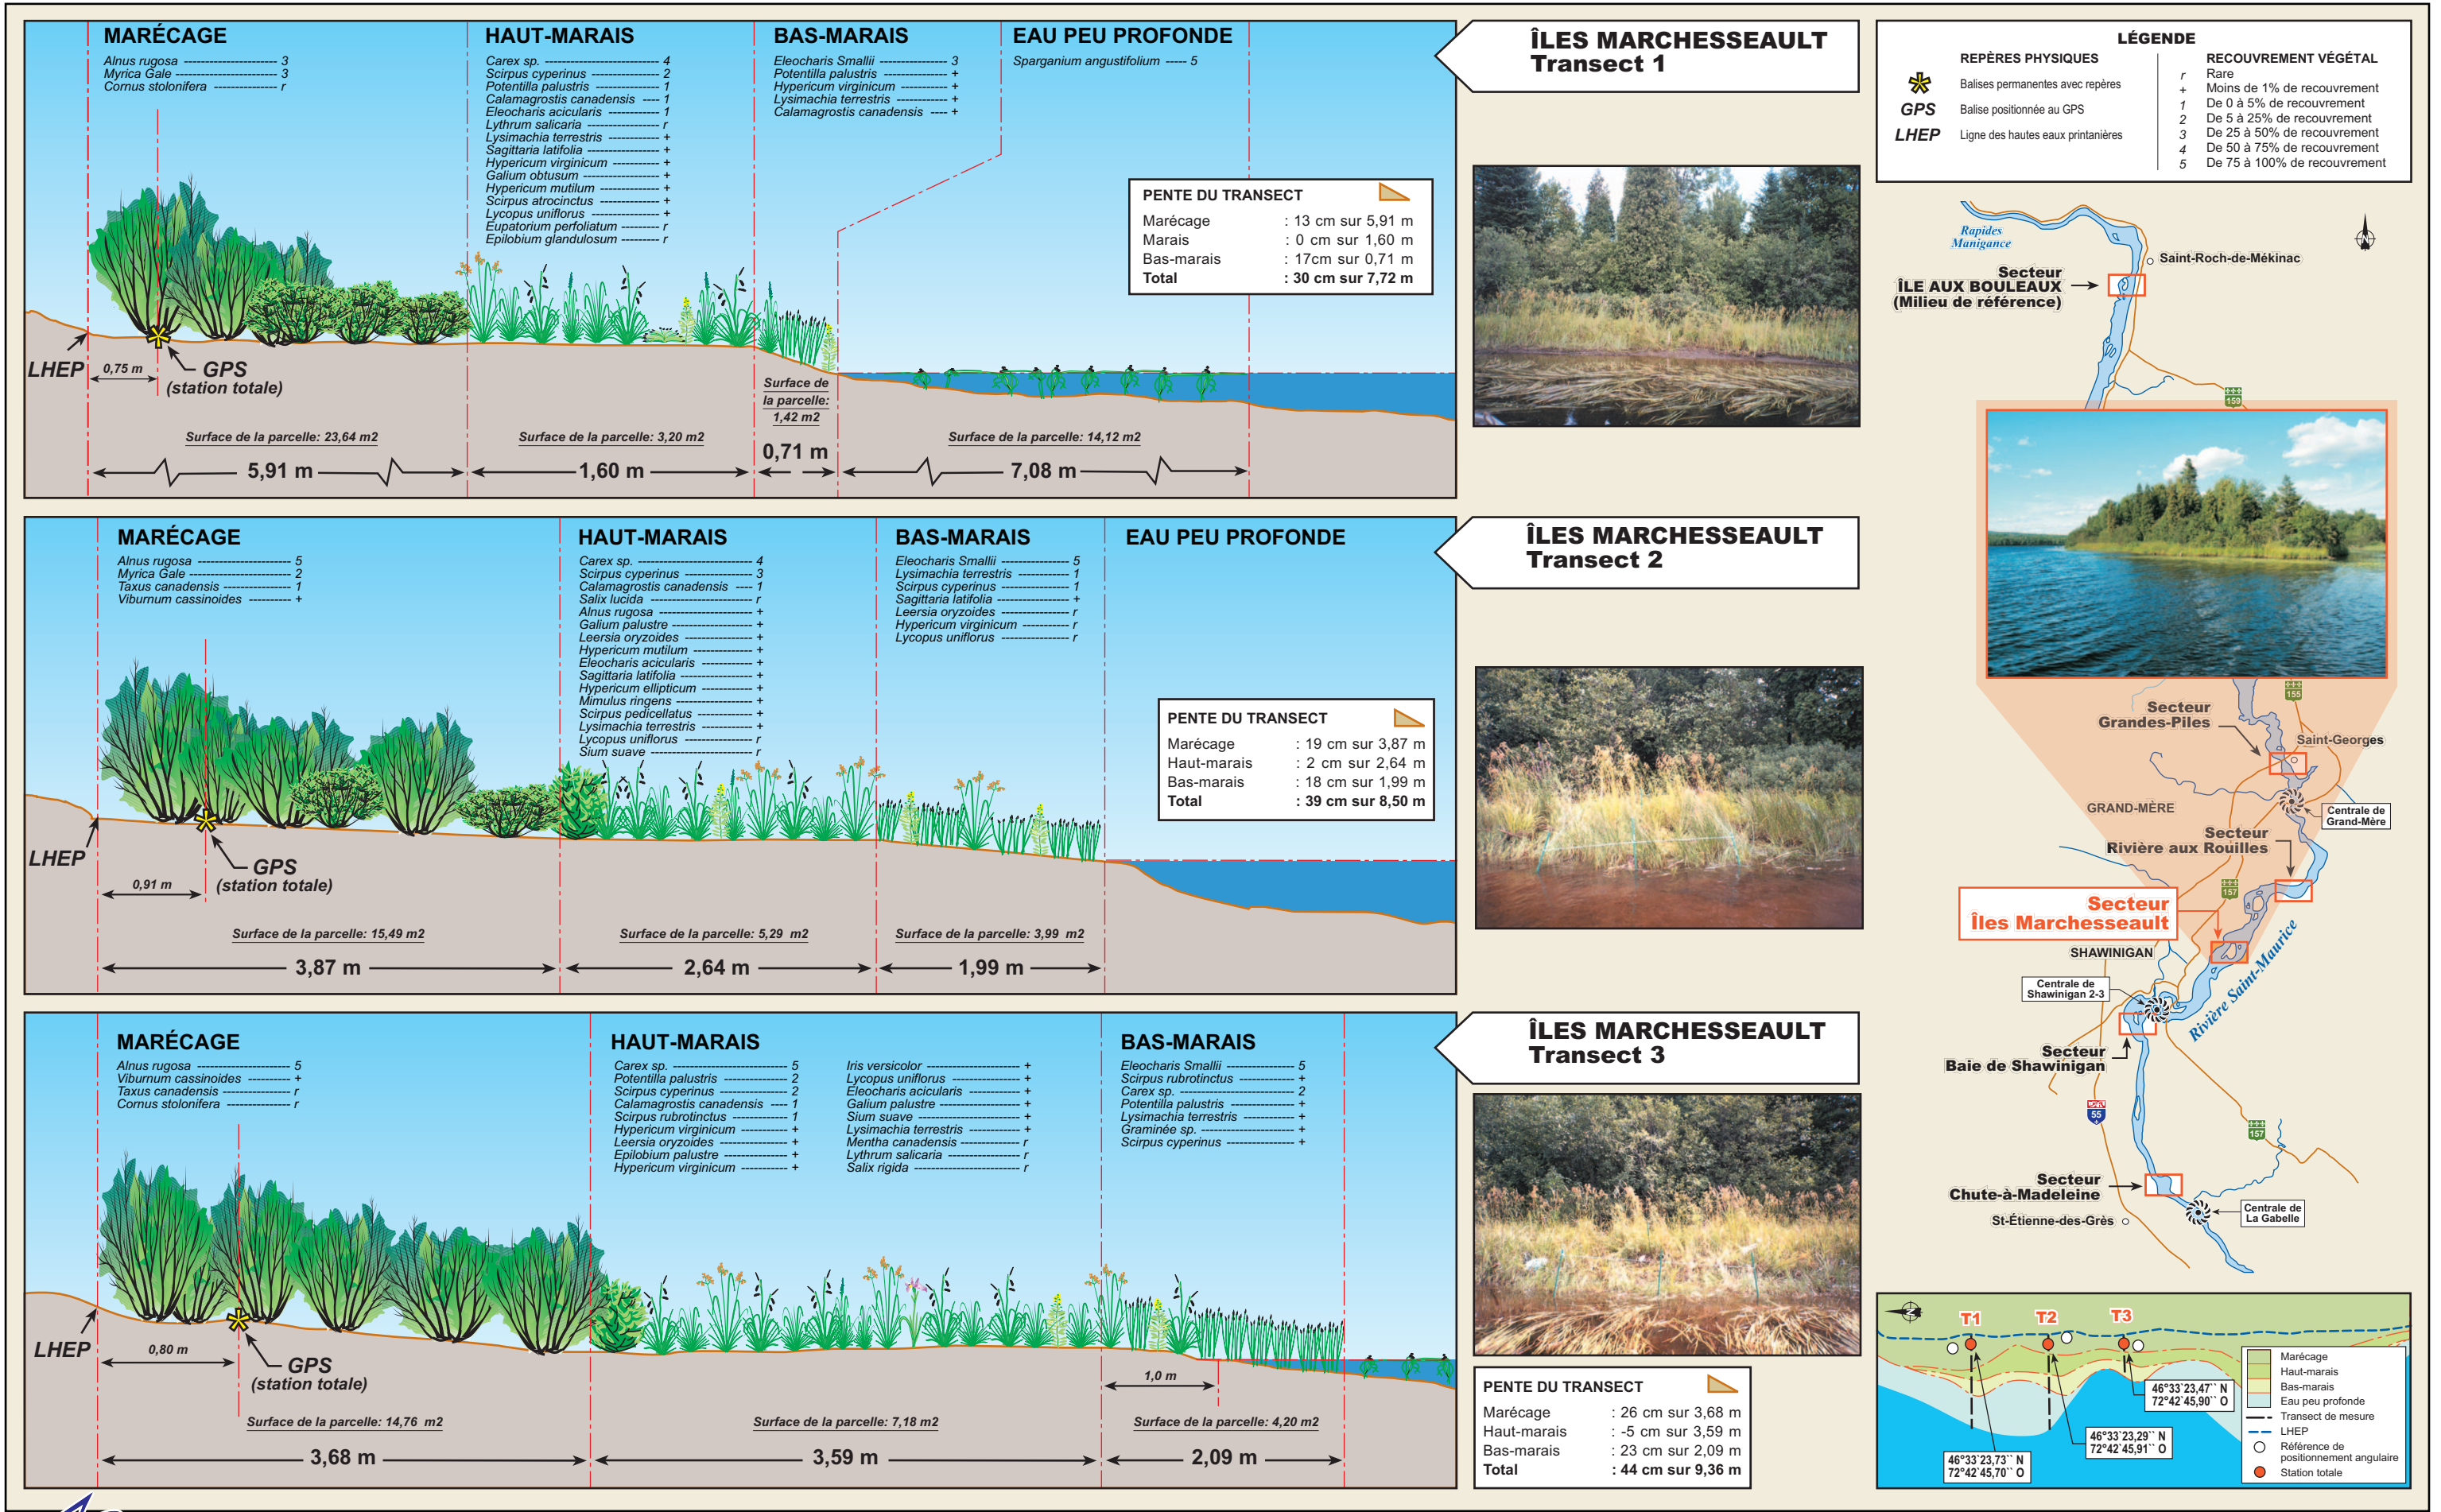 MARÉCAGE
Alnus rugosa ---------------------- 3
Myrica Gale ---------------------- 3
Cornus stolonifera --------------- r
HAUT-MARAIS
Carex sp. -------------------------- 4
Scirpus cyperinus --------------- 2
Potentilla palustris --------------- 1
Calamagrostis canadensis ---- 1
Eleocharis acicularis ------------ 1
Lythrum salicaria ----------------- r
Lysimachia terrestris ------------ +
Sagittaria latifolia ---------------- +
Hypericum virginicum ----------- +
Galium obtusum ----------------- +
Hypericum mutilum ------------- +
Scirpus atrocinctus ------------- +
Lycopus uniflorus --------------- +
Eupatorium perfoliatum --------- r
Epilobium glandulosum --------- r
BAS-MARAIS
Eleocharis Smallii --------------- 3
Potentilla palustris --------------- +
Hypericum virginicum ----------- +
Lysimachia terrestris ------------ +
Calamagrostis canadensis ---- +
EAU PEU PROFONDE
Sparganium angustifolium ----- 5
PENTE DU TRANSECT
Marécage : 13 cm sur 5,91 m
Marais : 0 cm sur 1,60 m
Bas-marais : 17cm sur 0,71 m
Total : 30 cm sur 7,72 m
LHEP
0,75 m
GPS
(station totale)
Surface de la parcelle: 23,64 m2
5,91 m
Surface de la parcelle: 3,20 m2
1,60 m
Surface de
la parcelle:
1,42 m2
0,71 m
Surface de la parcelle: 14,12 m2
7,08 m
ÎLES MARCHESSEAULT
Transect 1
MARÉCAGE
Alnus rugosa ---------------------- 5
Myrica Gale ------------------------ 2
Taxus canadensis --------------- 1
Viburnum cassinoides ---------- +
HAUT-MARAIS
Carex sp. --------------------------- 4
Scirpus cyperinus ---------------- 3
Calamagrostis canadensis ---- 1
Salix lucida ------------------------- r
Alnus rugosa ---------------------- +
Galium palustre ------------------- +
Leersia oryzoides ---------------- +
Hypericum mutilum ------------- +
Eleocharis acicularis ------------ +
Sagittaria latifolia ---------------- +
Hypericum ellipticum ------------ +
Mimulus ringens ----------------- +
Scirpus pedicellatus ------------- +
Lysimachia terrestris ------------ +
Lycopus uniflorus ---------------- r
Sium suave ------------------------ r
BAS-MARAIS
Eleocharis Smallii ---------------- 5
Lysimachia terrestris ------------ 1
Scirpus cyperinus ---------------- 1
Sagittaria latifolia ---------------- +
Leersia oryzoides ---------------- r
Hypericum virginicum ----------- r
Lycopus uniflorus ---------------- r
EAU PEU PROFONDE
PENTE DU TRANSECT
Marécage : 19 cm sur 3,87 m
Haut-marais : 2 cm sur 2,64 m
Bas-marais : 18 cm sur 1,99 m
Total : 39 cm sur 8,50 m
LHEP
0,91 m
GPS
(station totale)
Surface de la parcelle: 15,49 m2
3,87 m
Surface de la parcelle: 5,29 m2
2,64 m
Surface de la parcelle: 3,99 m2
1,99 m
ÎLES MARCHESSEAULT
Transect 2
MARÉCAGE
Alnus rugosa ---------------------- 5
Viburnum cassinoides ---------- +
Taxus canadensis --------------- r
Cornus stolonifera --------------- r
HAUT-MARAIS
Carex sp. -------------------------- 5
Potentilla palustris --------------- 2
Scirpus cyperinus --------------- 2
Calamagrostis canadensis ---- 1
Scirpus rubrotinctus ------------ 1
Hypericum virginicum ----------- +
Leersia oryzoides ---------------- +
Epilobium palustre --------------- +
Hypericum virginicum ----------- +
Iris versicolor ---------------------- +
Lycopus uniflorus ---------------- +
Eleocharis acicularis ------------ +
Galium palustre ------------------ +
Sium suave ----------------------- +
Lysimachia terrestris ------------ +
Mentha canadensis -------------- r
Lythrum salicaria ----------------- r
Salix rigida ------------------------- r
BAS-MARAIS
Eleocharis Smallii ---------------- 5
Scirpus rubrotinctus ------------- +
Carex sp. --------------------------- 2
Potentilla palustris --------------- +
Lysimachia terrestris ------------ +
Graminée sp. --------------------- +
Scirpus cyperinus ---------------- +
LHEP
0,80 m
GPS
(station totale)
1,0 m
Surface de la parcelle: 14,76 m2
3,68 m
Surface de la parcelle: 7,18 m2
3,59 m
Surface de la parcelle: 4,20 m2
2,09 m
ÎLES MARCHESSEAULT
Transect 3
PENTE DU TRANSECT
Marécage : 26 cm sur 3,68 m
Haut-marais : -5 cm sur 3,59 m
Bas-marais : 23 cm sur 2,09 m
Total : 44 cm sur 9,36 m
LÉGENDE
REPÈRES PHYSIQUES
Balises permanentes avec repères
GPS Balise positionnée au GPS
LHEP Ligne des hautes eaux printanières
RECOUVREMENT VÉGÉTAL
r Rare
+ Moins de 1% de recouvrement
1 De 0 à 5% de recouvrement
2 De 5 à 25% de recouvrement
3 De 25 à 50% de recouvrement
4 De 50 à 75% de recouvrement
5 De 75 à 100% de recouvrement
Rapides
Manigance
N
Saint-Roch-de-Mékinac
Secteur
ÎLE AUX BOULEAUX
(Milieu de référence)
159
155
Secteur
Grandes-Piles
Saint-Georges
GRAND-MÈRE
Centrale de
Grand-Mère
Secteur
Rivière aux Rouilles
157
Secteur
Îles Marchesseault
SHAWINIGAN
Rivière Saint-Maurice
Centrale de
Shawinigan 2-3
Secteur
Baie de Shawinigan
55
157
Secteur
Chute-à-Madeleine
St-Étienne-des-Grès
Centrale de
La Gabelle
T1
T2
T3
46°33`23,47`` N
72°42`45,90`` O
46°33`23,29`` N
72°42`45,91`` O
46°33`23,73`` N
72°42`45,70`` O
Marécage
Haut-marais
Bas-marais
Eau peu profonde
Transect de mesure
LHEP
Référence de
positionnement angulaire
Station totale